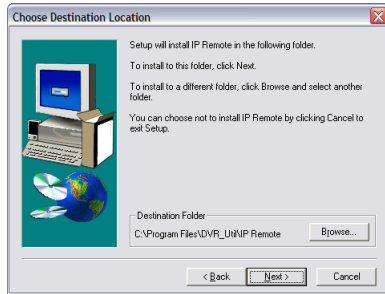 Choose Destination Location
Setup will install IP Remote in the following folder.
To install to this folder, click Next.
To install to a different folder, click Browse and select another
folder.
You can choose not to install IP Remote by clicking Cancel to
exit Setup.
Destination Folder
C:\Program Files\DVR_Util\IP Remote
Browse...
< Back
Next >
Cancel